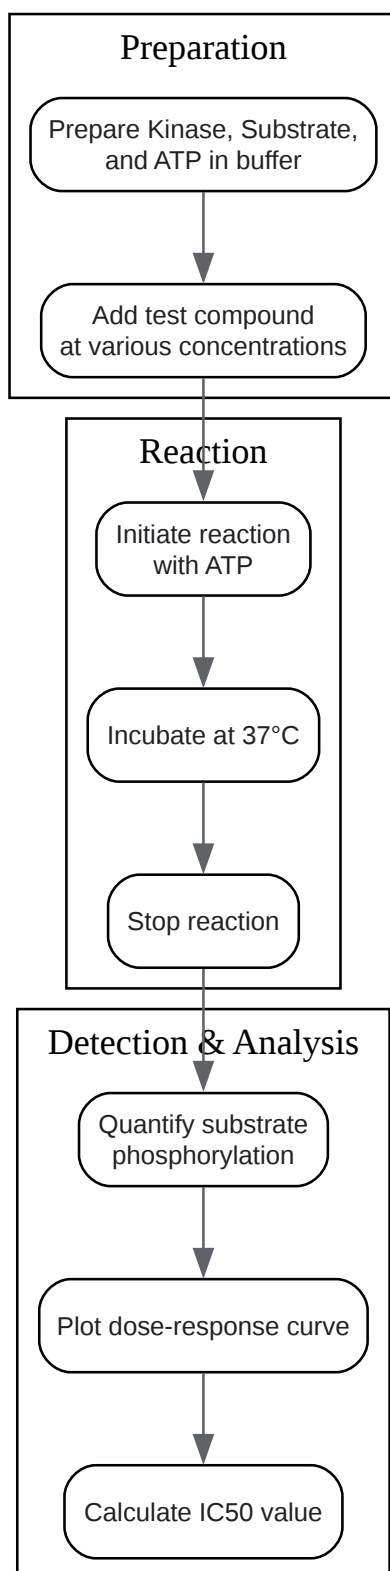 Preparation
Prepare Kinase, Substrate,
and ATP in buffer
Add test compound
at various concentrations
Reaction
Initiate reaction
with ATP
Incubate at 37°C
Stop reaction
Detection & Analysis
Quantify substrate
phosphorylation
Plot dose-response curve
Calculate IC50 value